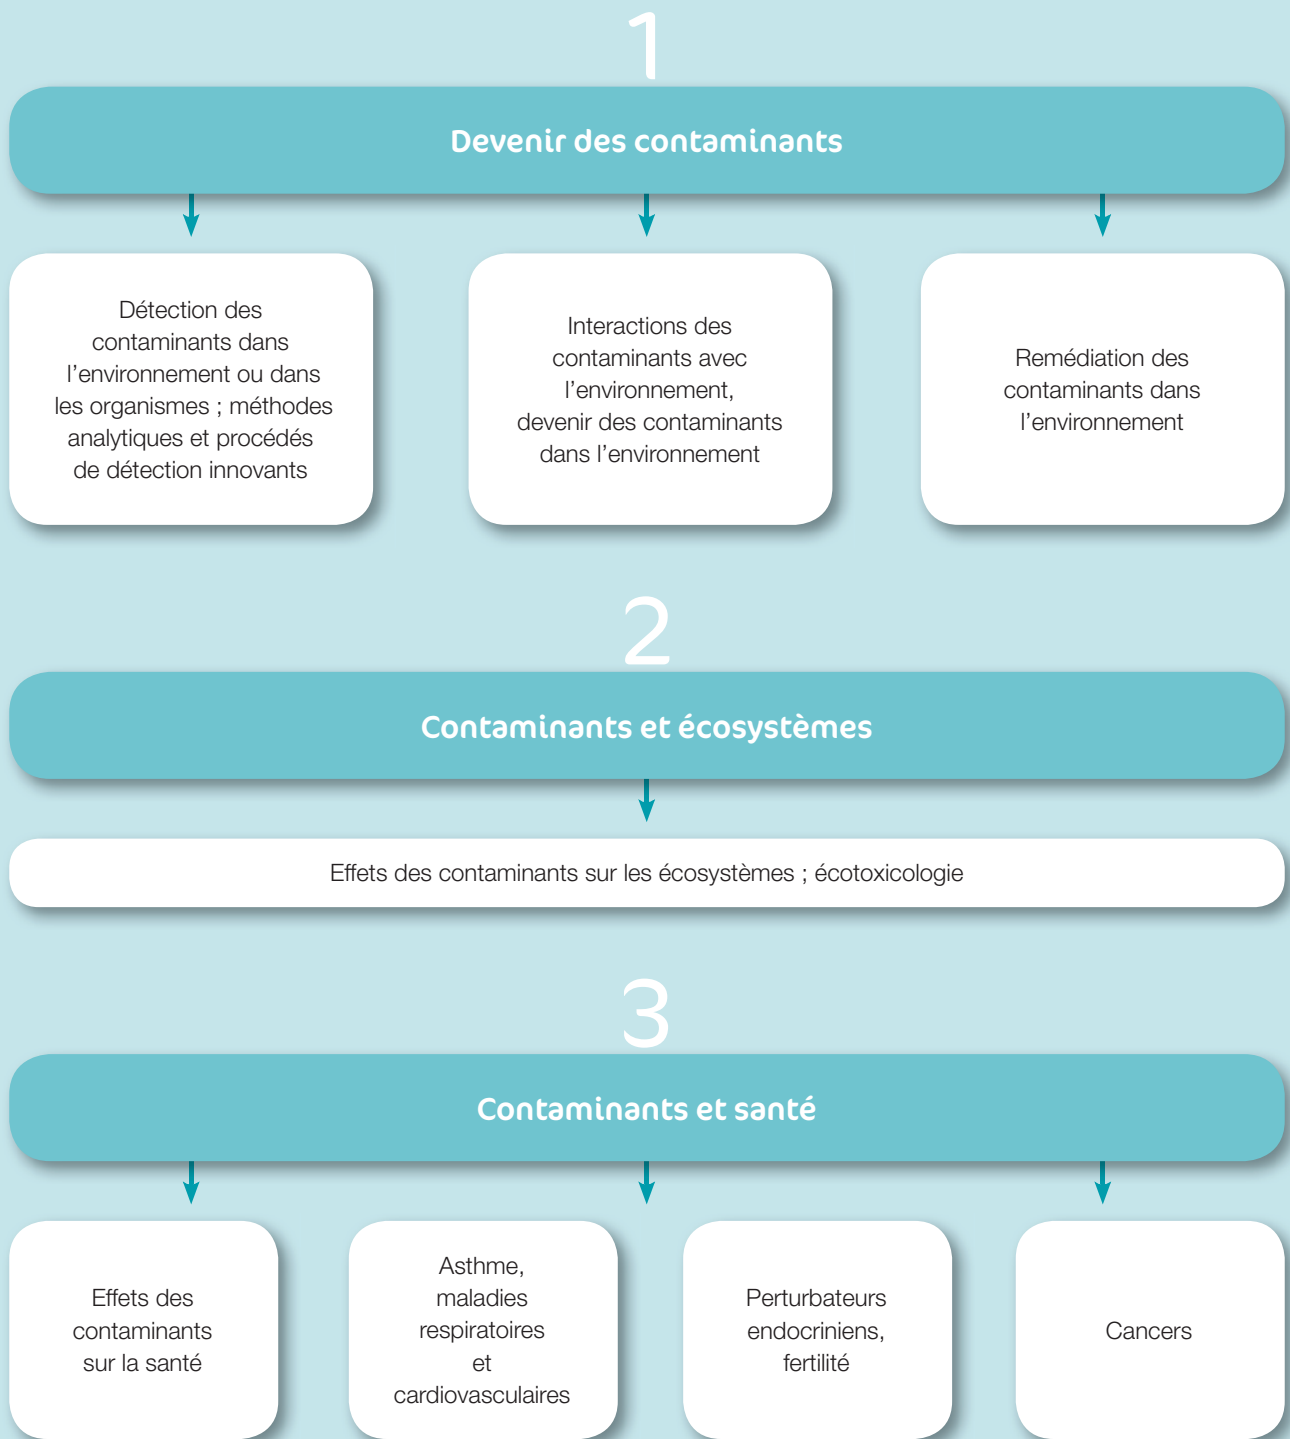 1
Devenir des contaminants
Détection des
contaminants dans
l'environnement ou dans
les organismes ; méthodes
analytiques et procédés
de détection innovants
Interactions des
contaminants avec
l'environnement,
devenir des contaminants
dans l'environnement
Remédiation des
contaminants dans
l'environnement
2
Contaminants et écosystèmes
Effets des contaminants sur les écosystèmes ; écotoxicologie
3
Contaminants et santé
Effets des
contaminants
sur la santé
Asthme,
maladies
respiratoires
et
cardiovasculaires
Perturbateurs
endocriniens,
fertilité
Cancers